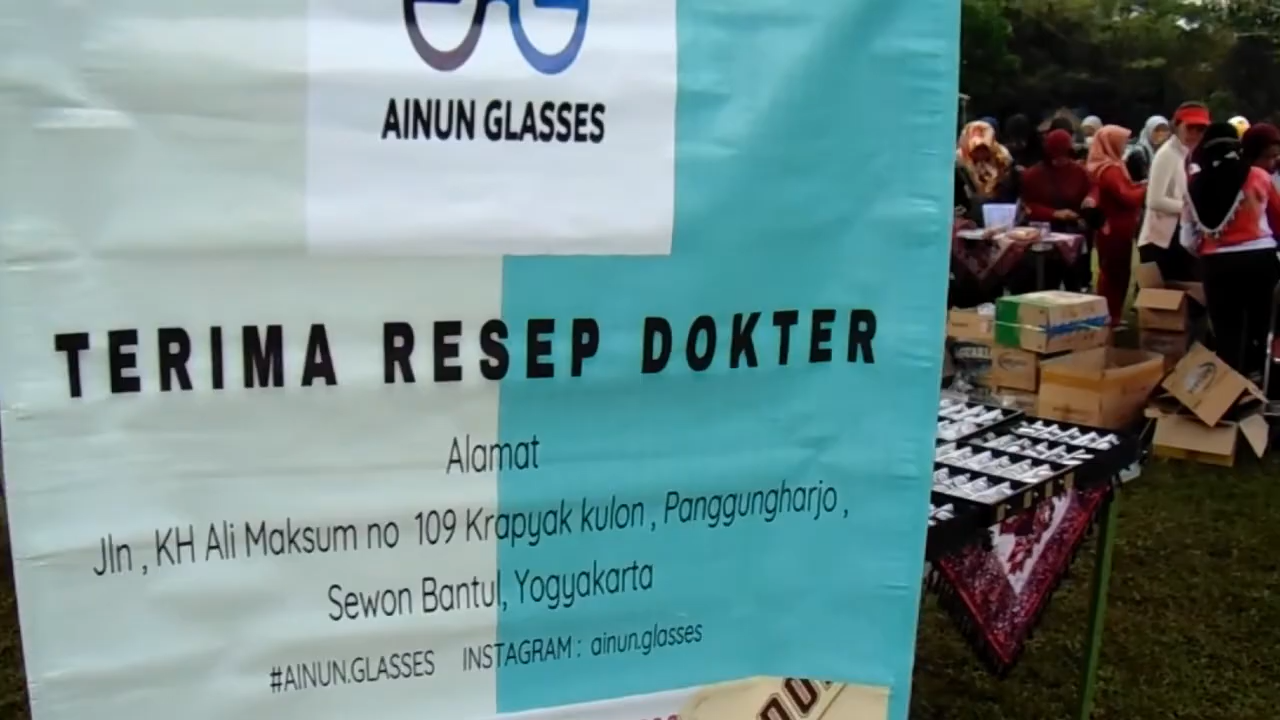 AINUN GLASSES
TERIMA RESEP DOKTER
Alamat
Jln , KH Ali Maksum no 109 Krapyak kulon , Panggungharjo ,
Sewon Bantul, Yogyakarta
#AINUN.GLASSES INSTAGRAM : ainun.glasses